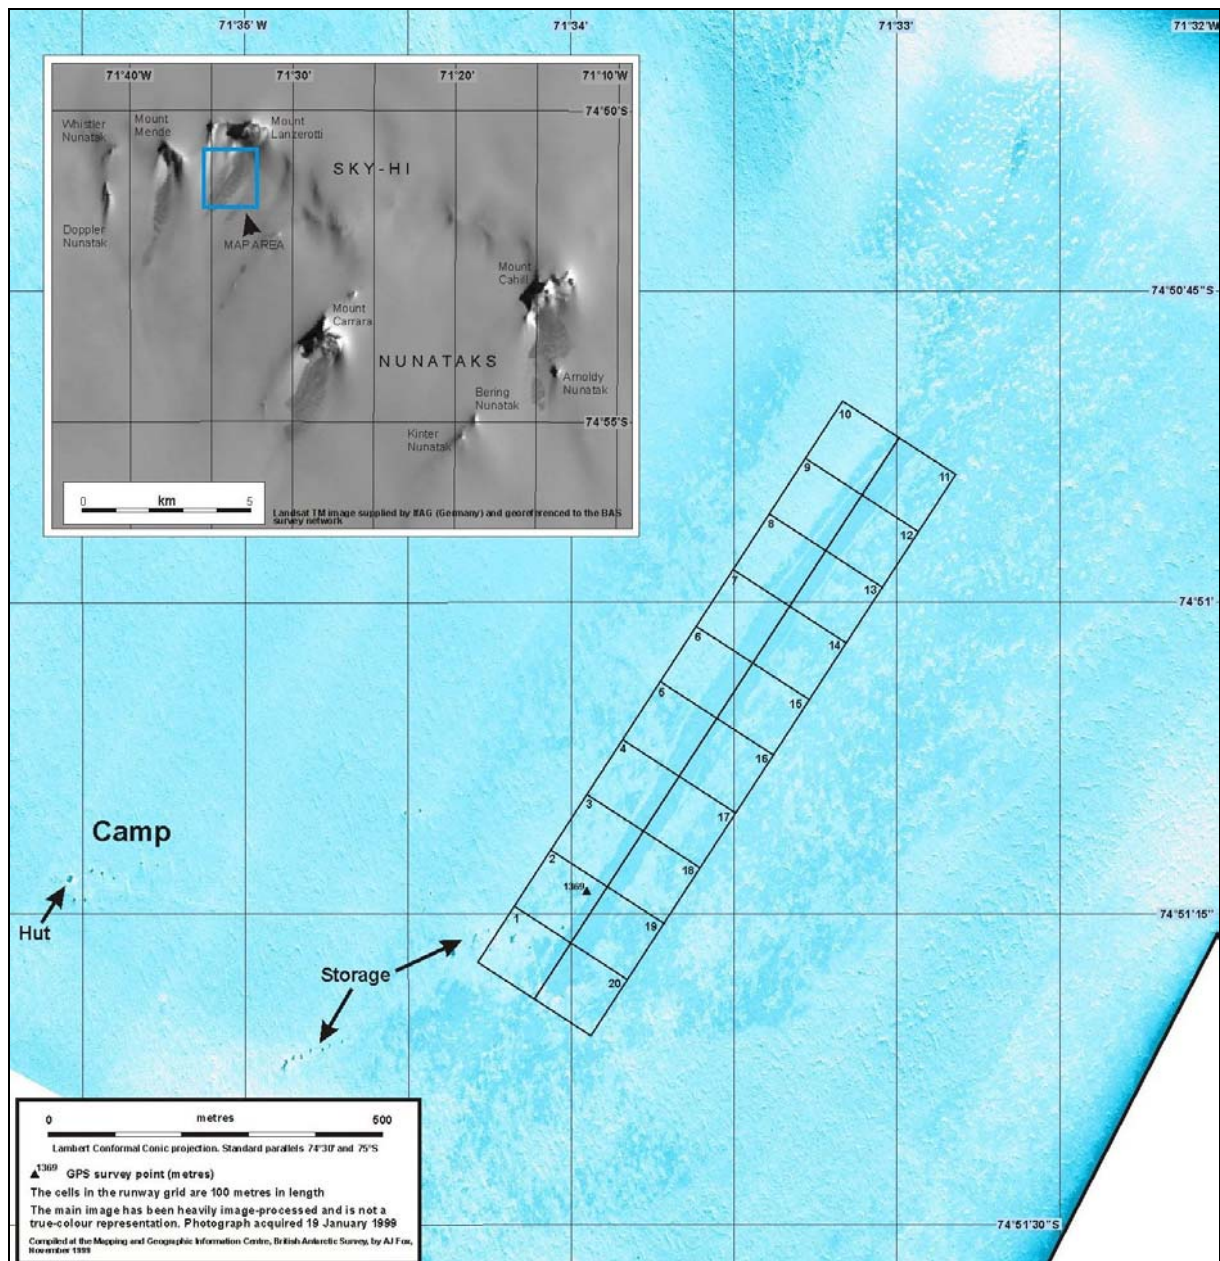 71°35' W
71°34'
71°33'
71°32'W
71°40'W
71°30'
71°20'
71°10'W
74°50'S
Whistler
Nunatak
Mount
Mende
Mount
Lanzerotti
SKY-HI
Doppler
Nunatak
MAP AREA
Mount
Cahill
Mount
Carrara
NUNATAKS
Arnoldy
Nunatak
Bering
Nunatak
74°55'S
Kinter
Nunatak
0 km 5
Landsat TM image supplied by IfAG (Germany) and georeferenced to the BAS
survey network
74°50'45"S
10
11
9
12
8
13
7
74°51'
14
6
15
5
16
4
17
3
18
2
1369
19
1
20
74°51'15"S
Camp
Hut
Storage
74°51'30"S
0 metres 500
Lambert Conformal Conic projection. Standard parallels 74°30' and 75°S
1369 GPS survey point (metres)
The cells in the runway grid are 100 metres in length
The main image has been heavily image-processed and is not a
true-colour representation. Photograph acquired 19 January 1999
Compiled at the Mapping and Geographic Information Centre, British Antarctic Survey, by AJ Fox,
November 1999